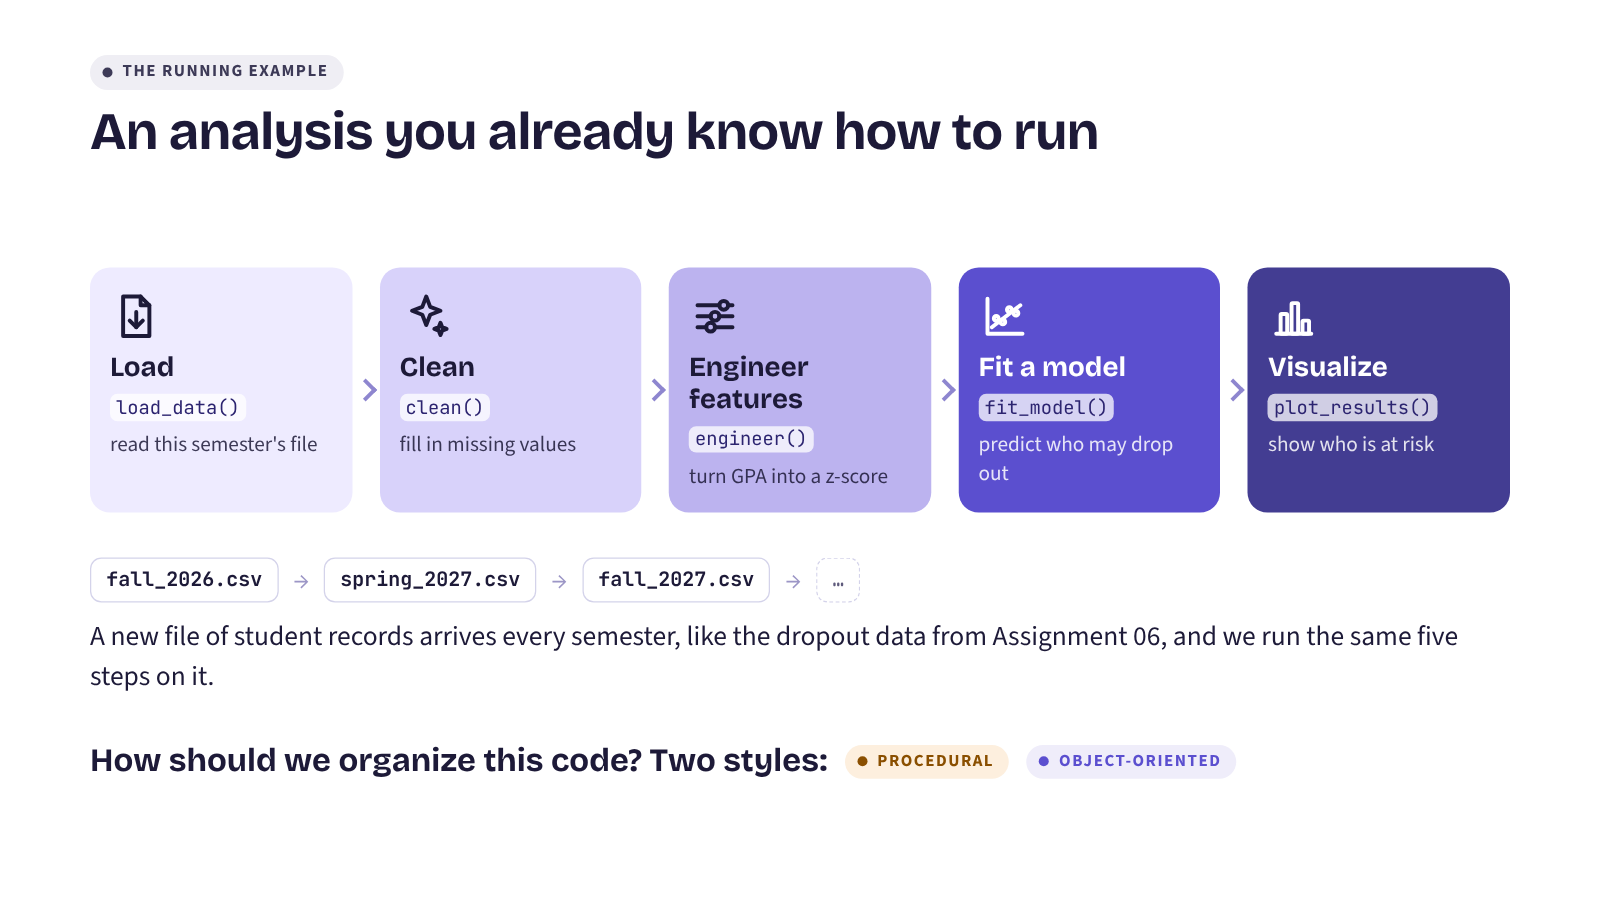 THE RUNNING EXAMPLE
An analysis you already know how to run
Load
load_data()
read this semester's file
Clean
clean()
fill in missing values
Engineer
features
engineer()
turn GPA into a z-score
Fit a model
fit_model()
predict who may drop
out
Visualize
plot_results()
show who is at risk
fall_2026.csv → spring_2027.csv → fall_2027.csv → …
A new file of student records arrives every semester, like the dropout data from Assignment 06, and we run the same five
steps on it.
How should we organize this code? Two styles: PROCEDURAL OBJECT-ORIENTED